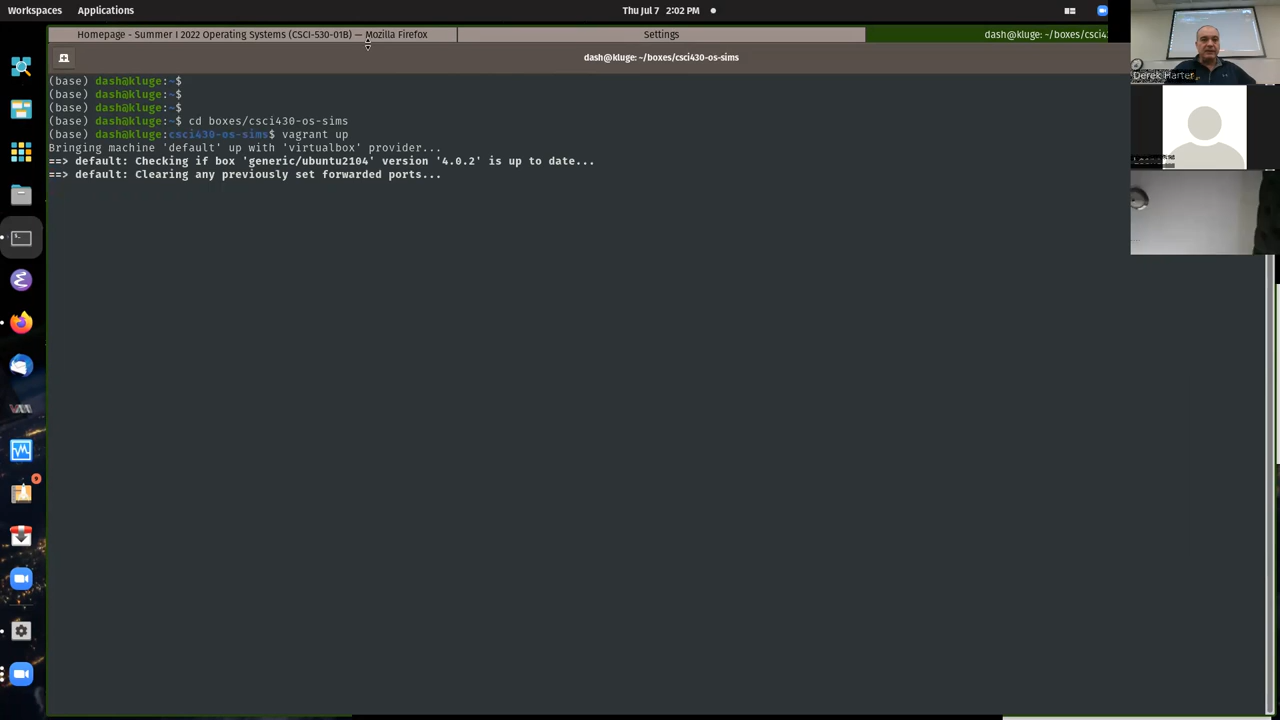 Workspaces Applications Thu Jul 7 2:02 PM
Homepage - Summer I 2022 Operating Systems (CSCI-530-01B) — Mozilla Firefox Settings dash@kluge: ~/boxes/csci4
dash@kluge: ~/boxes/csci430-os-sims
Derek Harter
(base) dash@kluge:~$
(base) dash@kluge:~$
(base) dash@kluge:~$
(base) dash@kluge:~$ cd boxes/csci430-os-sims
(base) dash@kluge:csci430-os-sims$ vagrant up
Bringing machine 'default' up with 'virtualbox' provider...
==> default: Checking if box 'generic/ubuntu2104' version '4.0.2' is up to date...
==> default: Clearing any previously set forwarded ports...
9